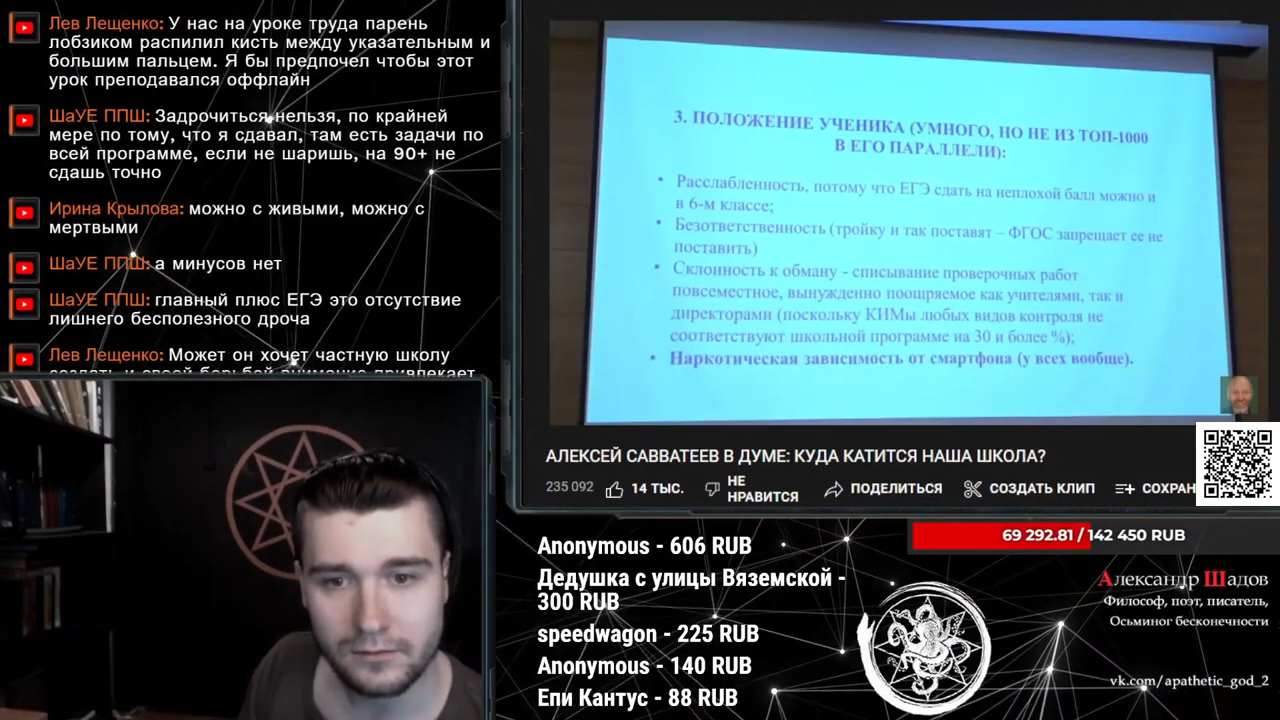 Лев Лещенко: У нас на уроке труда парень
лобзиком распилил кисть между указательным и
большим пальцем. Я бы предпочел чтобы этот
урок преподавался оффлайн
ШаУЕ ППШ: Задрочиться нельзя, по крайней
мере по тому, что я сдавал, там есть задачи по
всей программе, если не шаришь, на 90+ не
сдашь точно
Ирина Крылова: можно с живыми, можно с
мертвыми
ШаУЕ ППШ: а минусов нет
ШаУЕ ППШ: главный плюс ЕГЭ это отсутствие
лишнего бесполезного дроча
Лев Лещенко: Может он хочет частную школу
создать и своей борьбой внимание привлекает
3. ПОЛОЖЕНИЕ УЧЕНИКА (УМНОГО, НО НЕ ИЗ ТОП-1000
В ЕГО ПАРАЛЛЕЛИ):
• Расслабленность, потому что ЕГЭ сдать на неплохой балл можно и
в 6-м классе;
• Безответственность (тройку и так поставят – ФГОС запрещает ее не
поставить)
• Склонность к обману - списывание проверочных работ
повсеместное, вынужденно поощряемое как учителями, так и
директорами (поскольку КИМы любых видов контроля не
соответствуют школьной программе на 30 и более %);
• Наркотическая зависимость от смартфона (у всех вообще).
АЛЕКСЕЙ САВВАТЕЕВ В ДУМЕ: КУДА КАТИТСЯ НАША ШКОЛА?
235 092 14 ТЫС. НЕ НРАВИТСЯ ПОДЕЛИТЬСЯ СОЗДАТЬ КЛИП СОХРАН
69 292.81 / 142 450 RUB
Anonymous - 606 RUB
Дедушка с улицы Вяземской -
300 RUB
speedwagon - 225 RUB
Anonymous - 140 RUB
Епи Кантус - 88 RUB
Александр Шадов
Философ, поэт, писатель,
Осьминог бесконечности
vk.com/apathetic_god_2